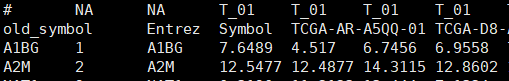 # NA NA T_01 T_01 T_01 T_01
old_symbol Entrez Symbol TCGA-AR-A5QQ-01 TCGA-D8-
A1BG 1 A1BG 7.6489 4.517 6.7456 6.9558
A2M 2 A2M 12.5477 12.4877 14.3115 12.8602